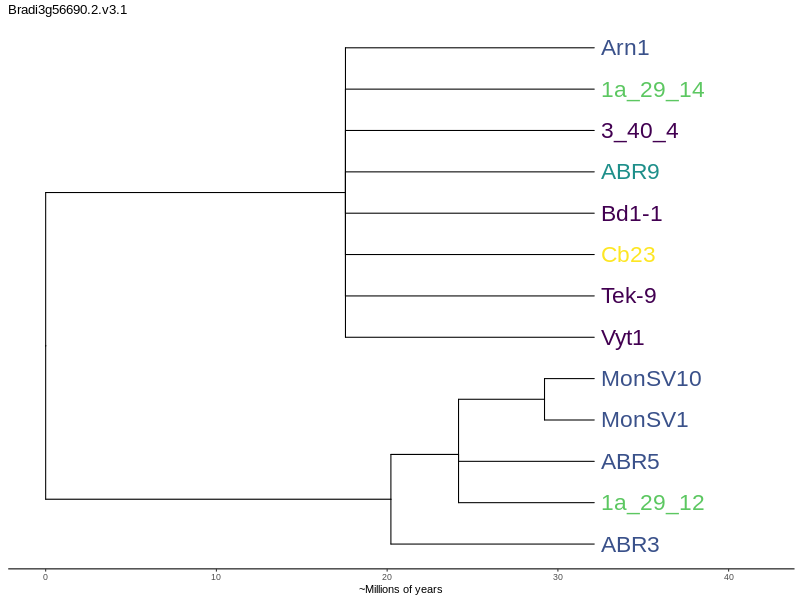 Bradi3g56690.2.v3.1
Arn1
1a_29_14
3_40_4
ABR9
Bd1-1
Cb23
Tek-9
Vyt1
MonSV10
MonSV1
ABR5
1a_29_12
ABR3
0 10 20 30 40
~Millions of years